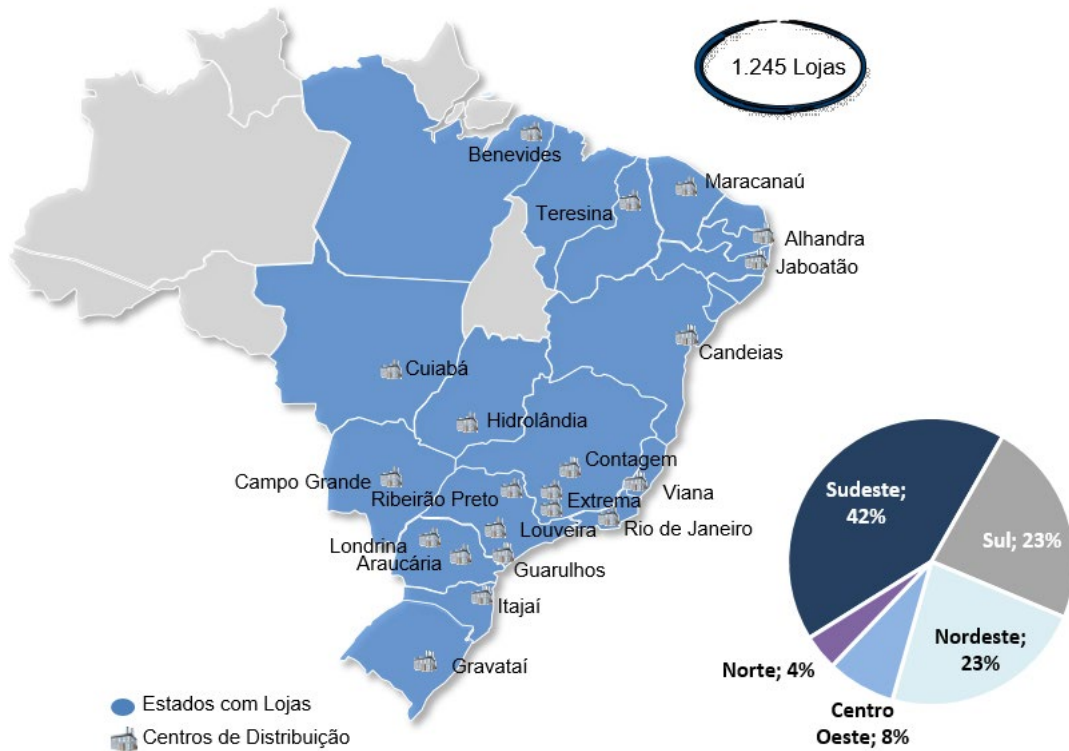 1.245 Lojas
Benevides
Maracanaú
Teresina
Alhandra
Jaboatão
Candeias
Cuiabá
Hidrolândia
Contagem
Campo Grande
Viana
Ribeirão Preto
Extrema
Rio de Janeiro
Louveira
Londrina
Araucária
Guarulhos
Itajaí
Gravataí
Estados com Lojas
Centros de Distribuição
Sudeste;
42%
Sul; 23%
Nordeste;
23%
Norte; 4%
Centro
Oeste; 8%